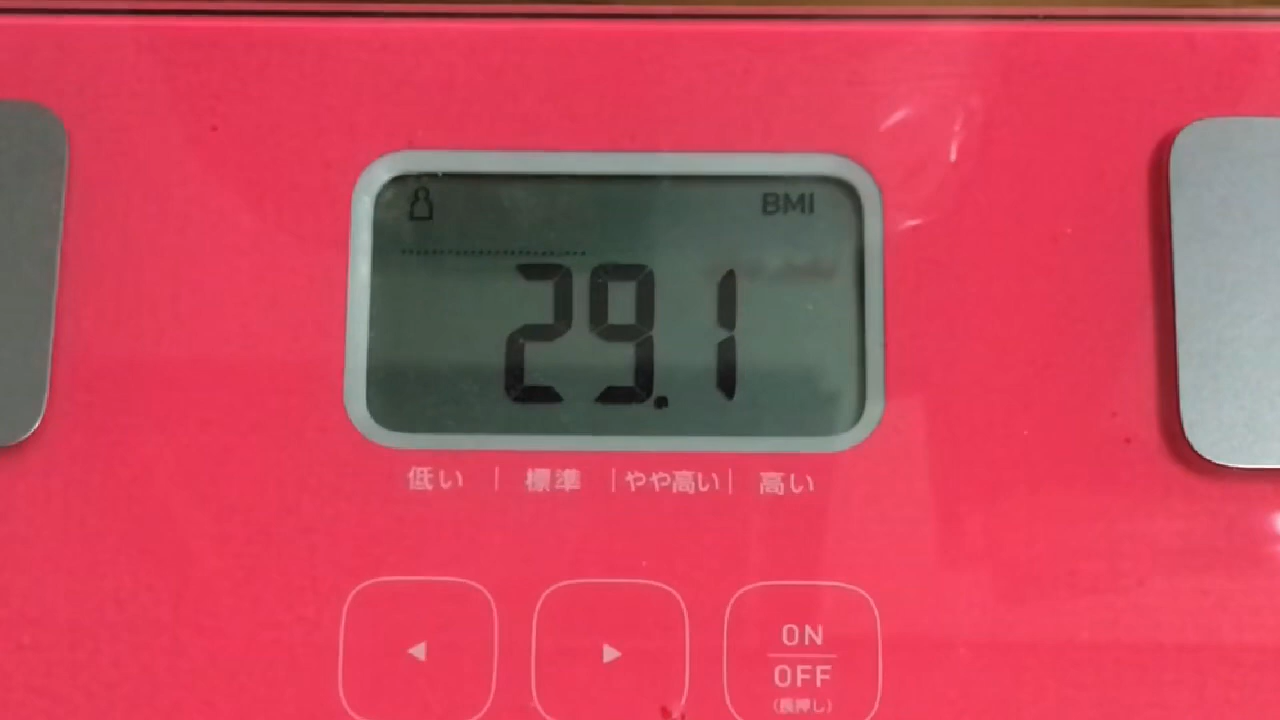 BMI
29.1
低い | 標準 | やや高い | 高い
ON
OFF
(長押し)